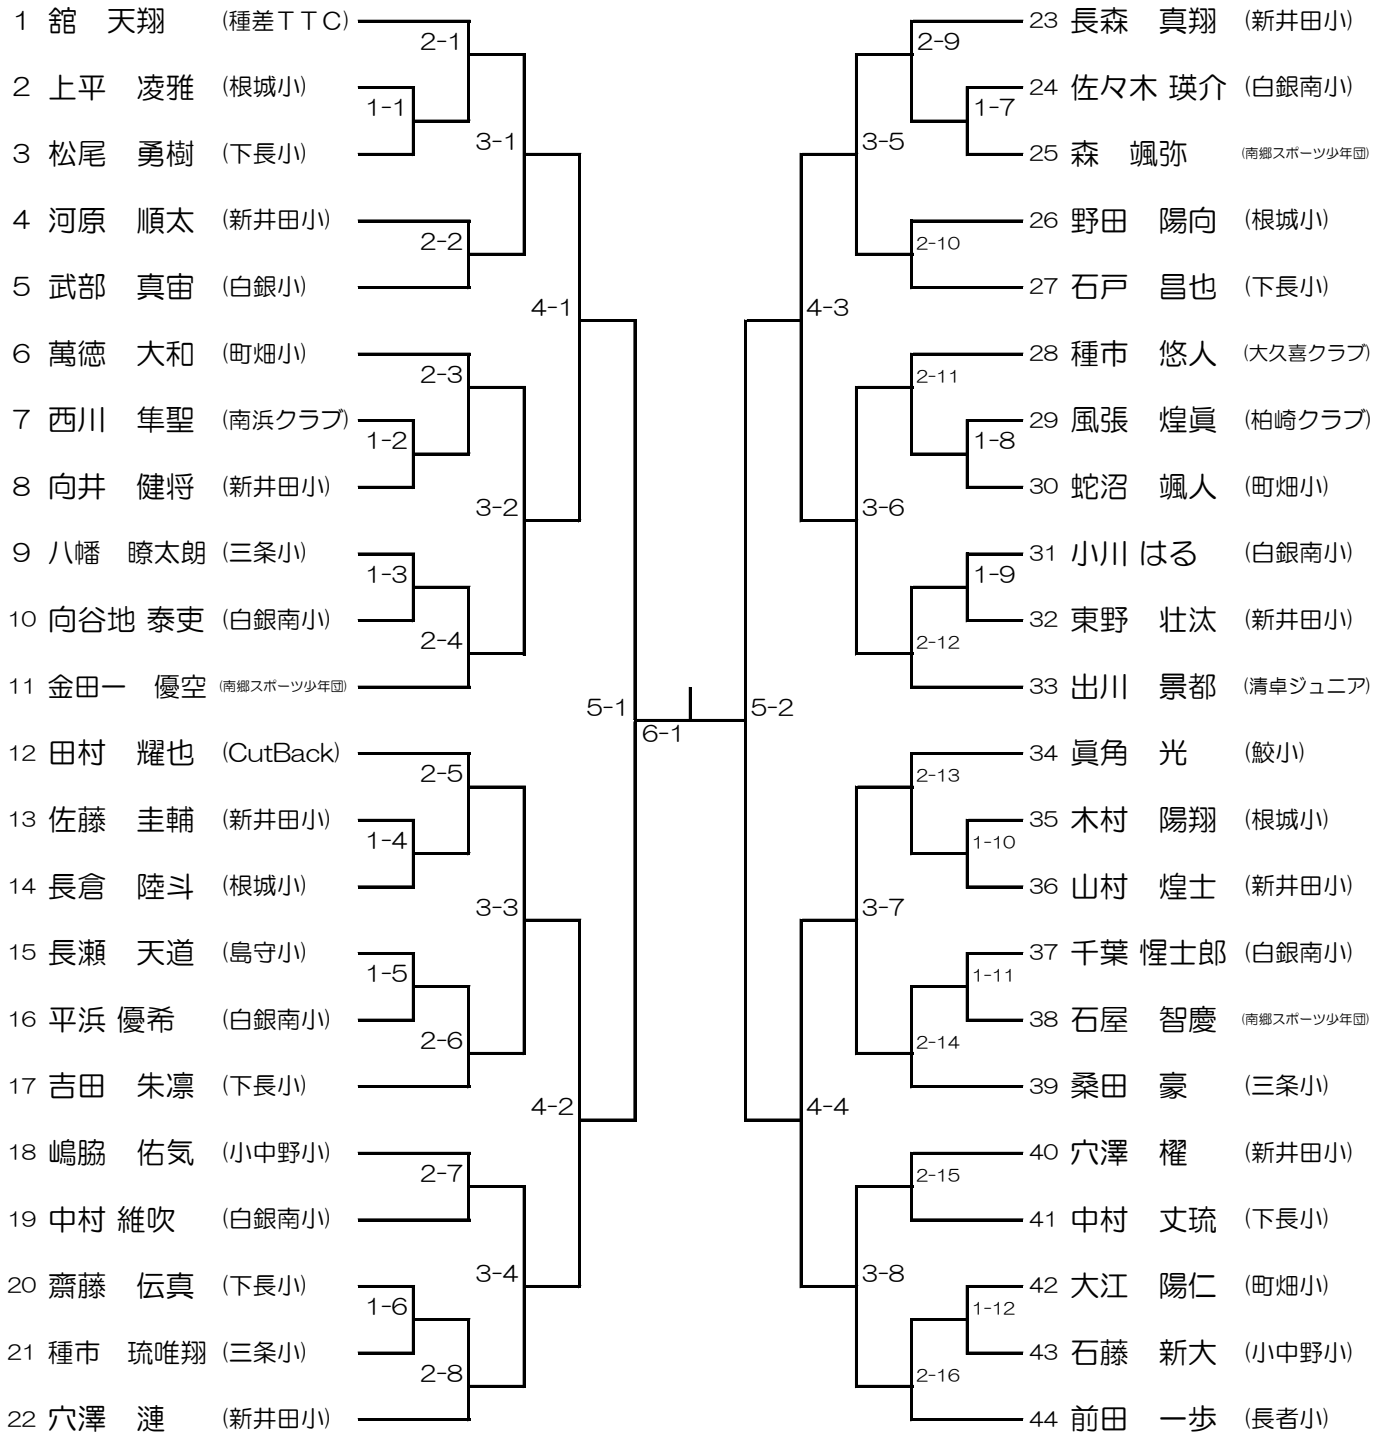 1 舘　天翔 (種差ＴＴＣ)
2-1
2 上平　凌雅 (根城小)
1-1
3 松尾　勇樹 (下長小)
3-1
4 河原　順太 (新井田小)
2-2
5 武部　真宙 (白銀小)
4-1
6 萬徳　大和 (町畑小)
2-3
7 西川　隼聖 (南浜クラブ)
1-2
8 向井　健将 (新井田小)
3-2
9 八幡　瞭太朗 (三条小)
1-3
10 向谷地 泰吏 (白銀南小)
2-4
11 金田一　優空 (南郷スポーツ少年団)
5-1
12 田村　耀也 (CutBack)
2-5
13 佐藤　圭輔 (新井田小)
1-4
14 長倉　陸斗 (根城小)
3-3
15 長瀬　天道 (島守小)
1-5
16 平浜 優希 (白銀南小)
2-6
17 吉田　朱凛 (下長小)
4-2
18 嶋脇　佑気 (小中野小)
2-7
19 中村 維吹 (白銀南小)
3-4
20 齋藤　伝真 (下長小)
1-6
21 種市　琉唯翔 (三条小)
2-8
22 穴澤　漣 (新井田小)
6-1
23 長森　真翔 (新井田小)
2-9
24 佐々木 瑛介 (白銀南小)
1-7
25 森　颯弥 (南郷スポーツ少年団)
3-5
26 野田　陽向 (根城小)
2-10
27 石戸　昌也 (下長小)
4-3
28 種市　悠人 (大久喜クラブ)
2-11
29 風張　煌眞 (柏崎クラブ)
1-8
30 蛇沼　颯人 (町畑小)
3-6
31 小川 はる (白銀南小)
1-9
32 東野　壮汰 (新井田小)
2-12
33 出川　景都 (清卓ジュニア)
5-2
34 眞角　光 (鮫小)
2-13
35 木村　陽翔 (根城小)
1-10
36 山村　煌士 (新井田小)
3-7
37 千葉 惺士郎 (白銀南小)
1-11
38 石屋　智慶 (南郷スポーツ少年団)
2-14
39 桑田　豪 (三条小)
4-4
40 穴澤　櫂 (新井田小)
2-15
41 中村　丈琉 (下長小)
3-8
42 大江　陽仁 (町畑小)
1-12
43 石藤　新大 (小中野小)
2-16
44 前田　一歩 (長者小)